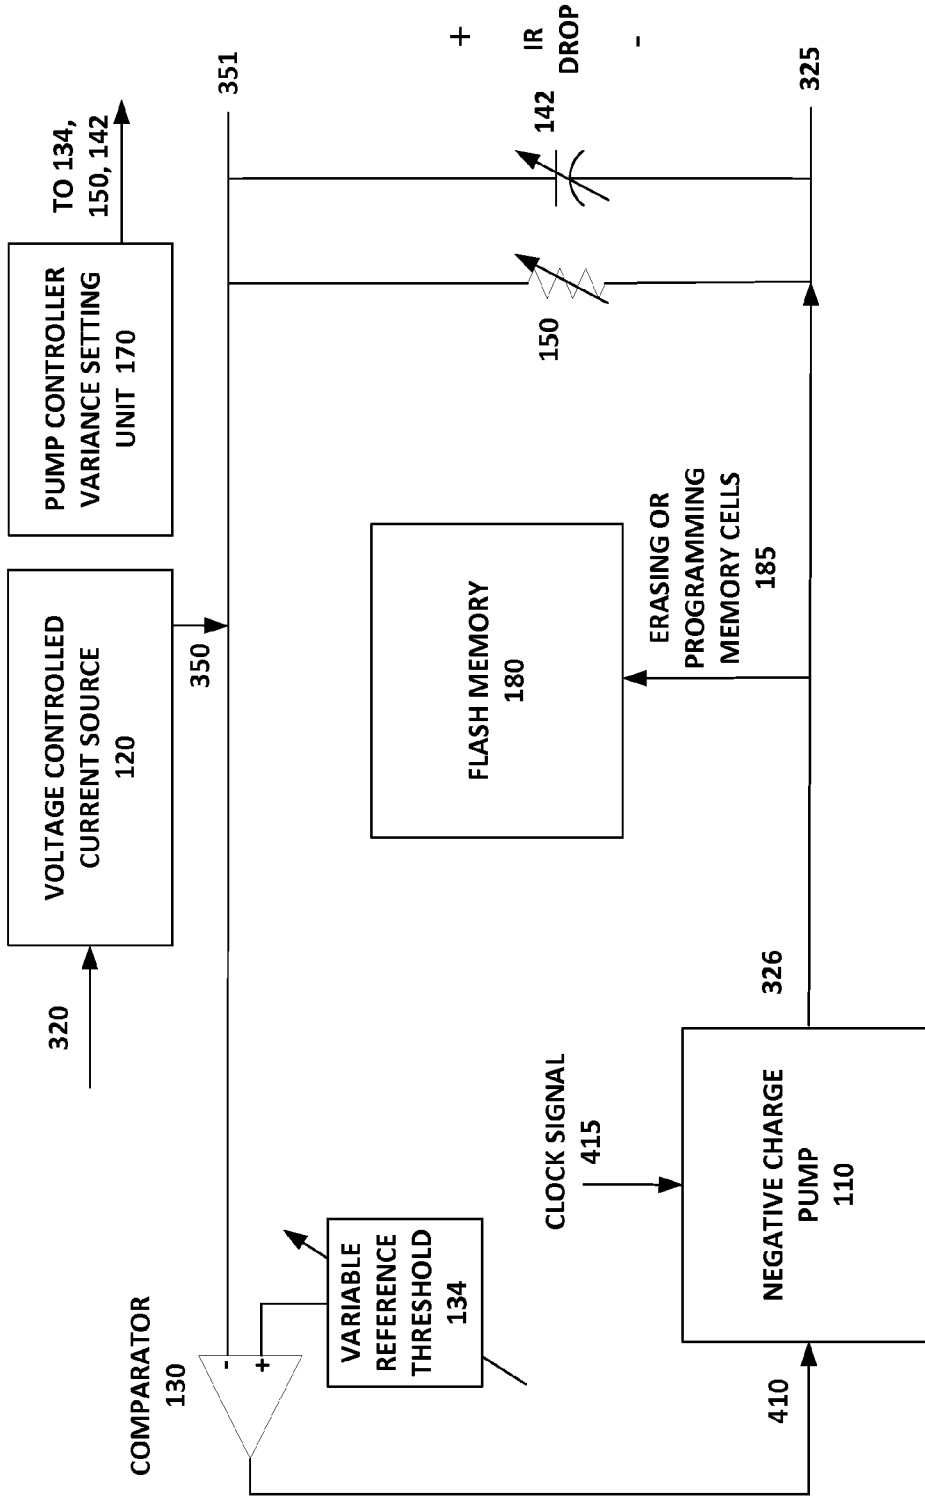 320
VOLTAGE CONTROLLED
CURRENT SOURCE
120
350
PUMP CONTROLLER
VARIANCE SETTING
UNIT 170
TO 134,
150, 142
351
COMPARATOR
130
-
+
VARIABLE
REFERENCE
THRESHOLD
134
FLASH MEMORY
180
ERASING OR
PROGRAMMING
MEMORY CELLS
185
150
142
+
IR
DROP
-
CLOCK SIGNAL
415
410
NEGATIVE CHARGE
PUMP
110
326
325